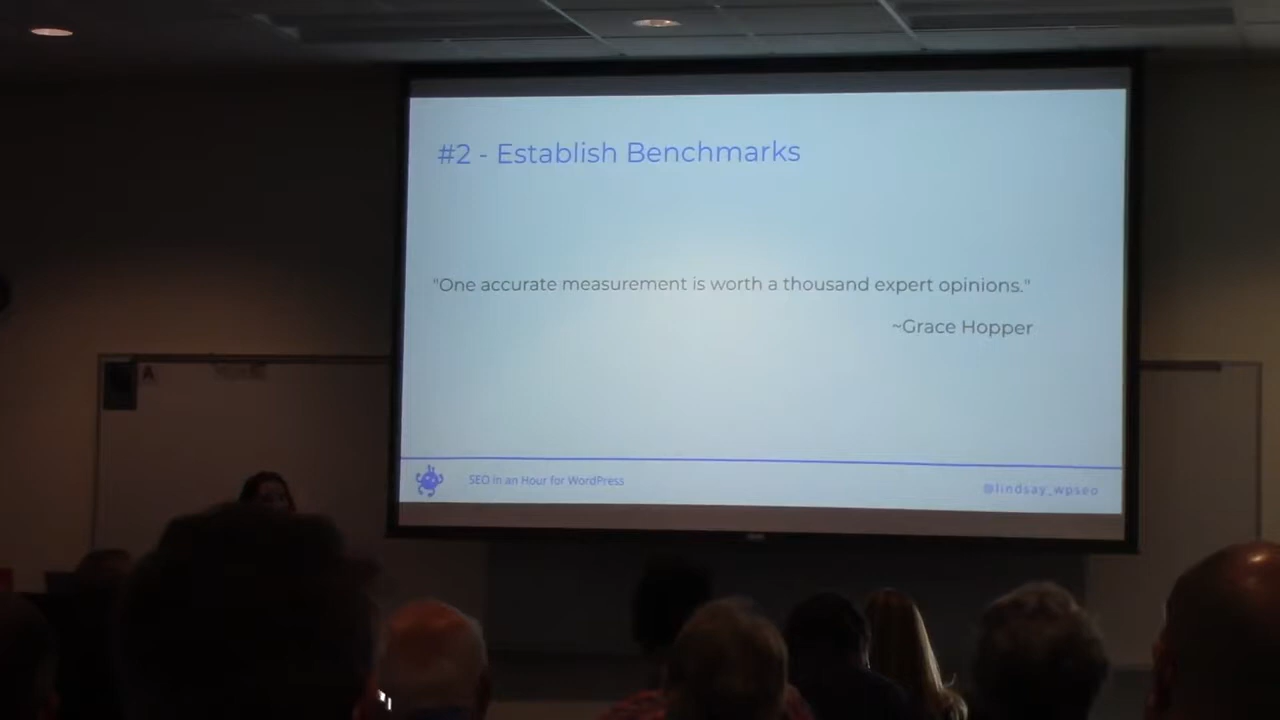 #2 - Establish Benchmarks
"One accurate measurement is worth a thousand expert opinions."
~Grace Hopper
SEO in an Hour for WordPress
@lindsay_wpseo
A